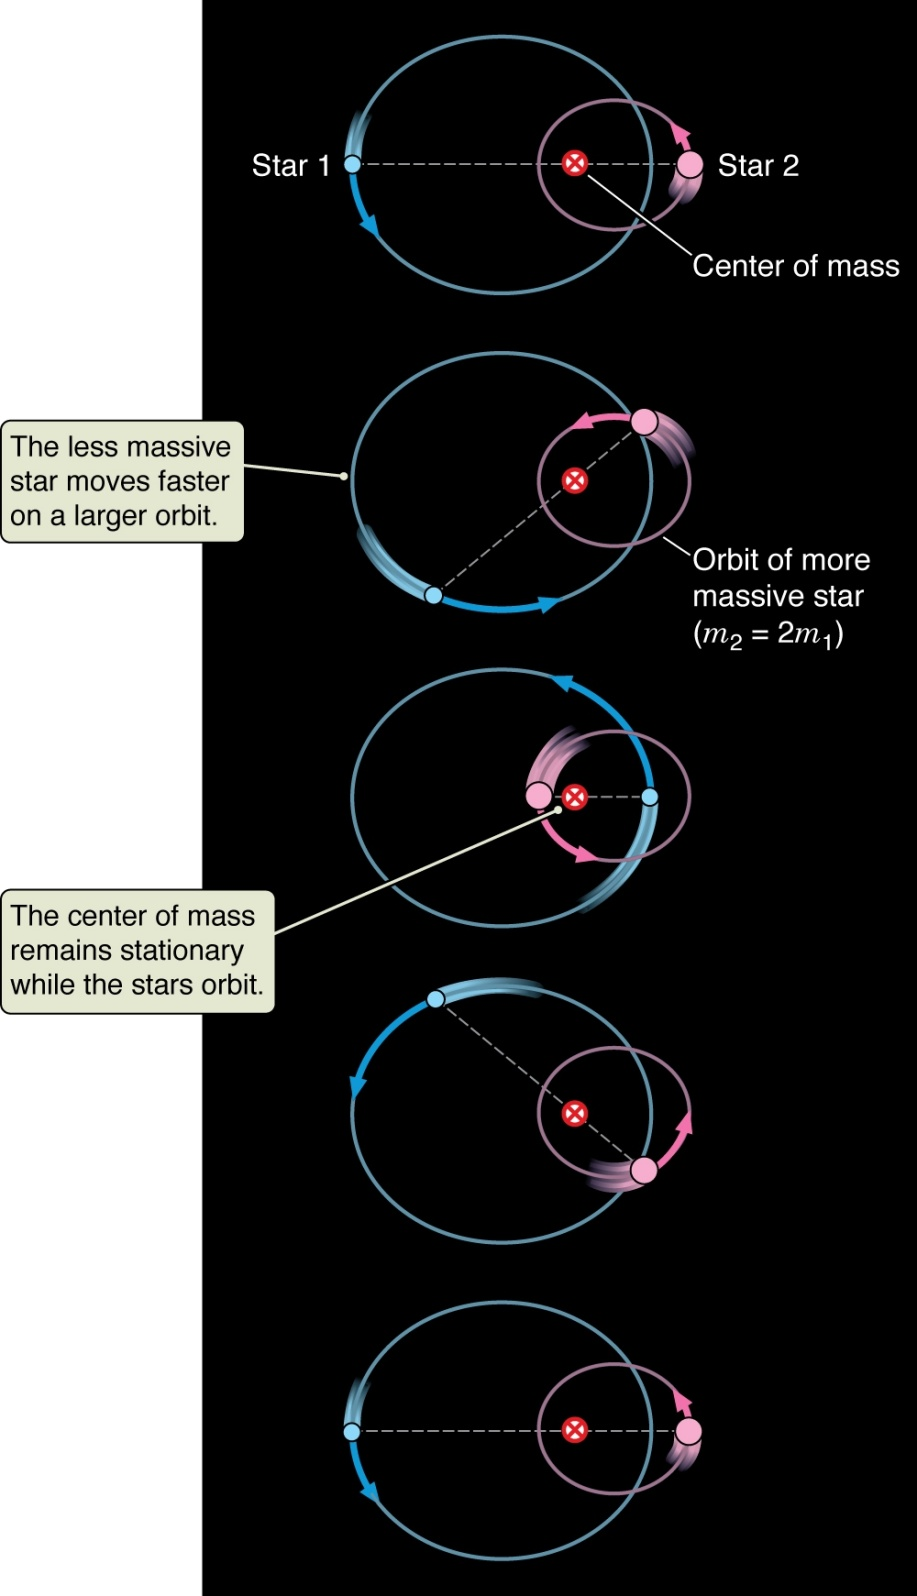 Star 1
Star 2
Center of mass
The less massive
star moves faster
on a larger orbit.
Orbit of more
massive star
(m₂ = 2m₁)
The center of mass
remains stationary
while the stars orbit.